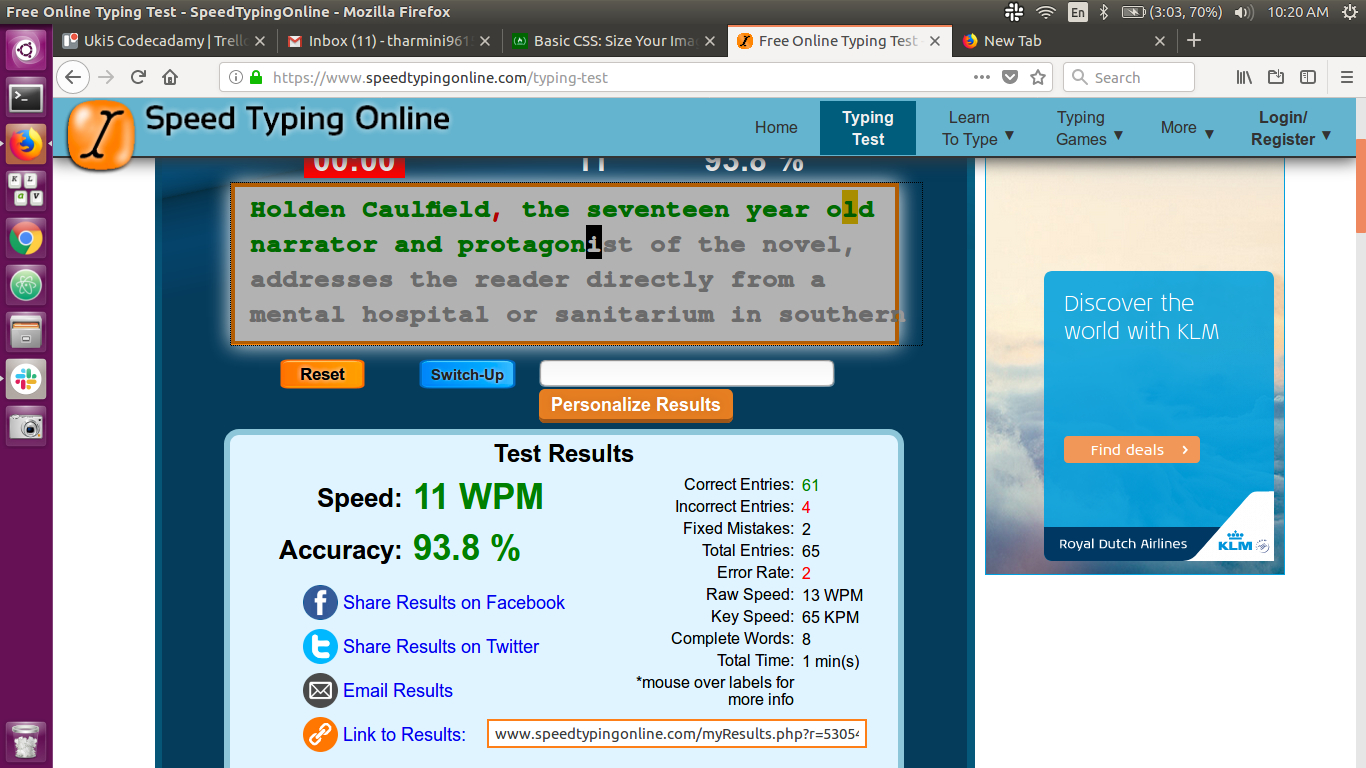 Free Online Typing Test - SpeedTypingOnline - Mozilla Firefox
En
(3:03, 70%)
10:20 AM
Uki5 Codecadamy | Trell
Inbox (11) - tharmini961
Basic CSS: Size Your Ima
Free Online Typing Test
New Tab
https://www.speedtypingonline.com/typing-test
Search
Speed Typing Online
Home
Typing Test
Learn To Type ▼
Typing Games ▼
More ▼
Login/ Register ▼
00:00 11 93.8 %
Holden Caulfield, the seventeen year old
narrator and protagonist of the novel,
addresses the reader directly from a
mental hospital or sanitarium in southern
Reset
Switch-Up
Personalize Results
Test Results
Speed: 11 WPM
Accuracy: 93.8 %
Share Results on Facebook
Share Results on Twitter
Email Results
Link to Results: www.speedtypingonline.com/myResults.php?r=5305
Correct Entries: 61
Incorrect Entries: 4
Fixed Mistakes: 2
Total Entries: 65
Error Rate: 2
Raw Speed: 13 WPM
Key Speed: 65 KPM
Complete Words: 8
Total Time: 1 min(s)
*mouse over labels for
more info
Discover the
world with KLM
Find deals
Royal Dutch Airlines
KLM